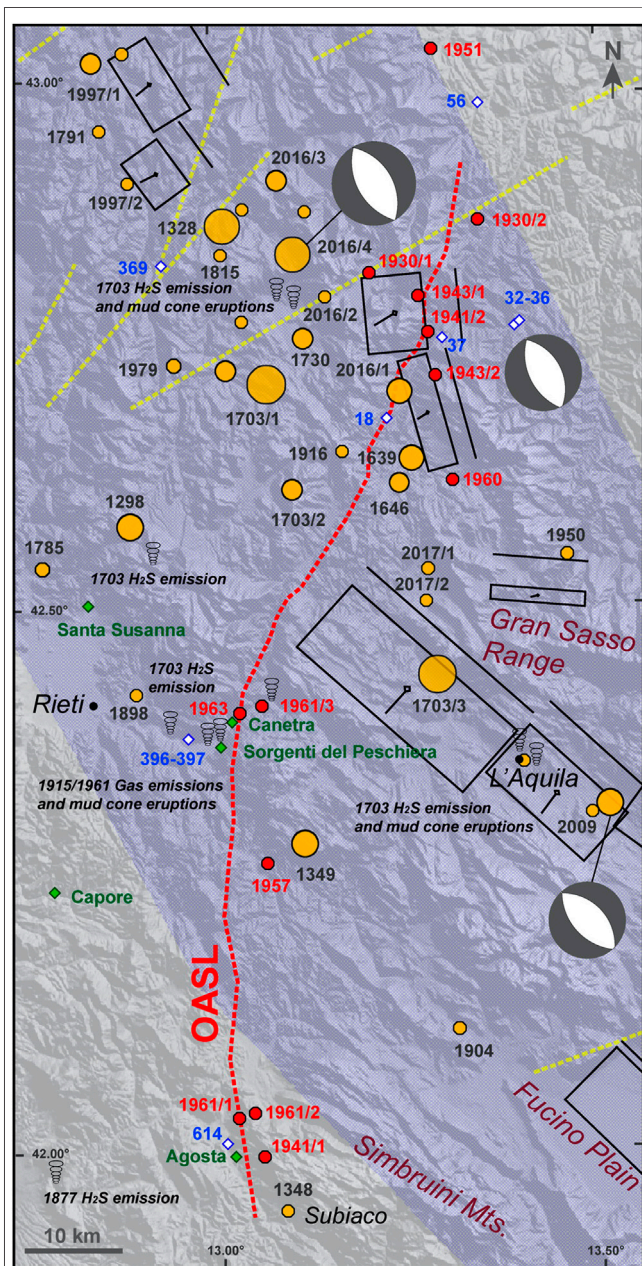 1951
N
43.00°
56
1997/1
1791
2016/3
1997/2
1328
1930/2
2016/4
1815
369
1930/1
1703 H₂S emission
and mud cone eruptions
1943/1
32-36
2016/2
1941/2
37
1730
1979
2016/1
1943/2
1703/1
18
1916
1639
1960
1646
1298
1703/2
1950
1785
2017/1
1703 H₂S emission
2017/2
42.50°
Gran Sasso
Range
Santa Susanna
1703 H₂S
emission
Rieti
1898
1963
1961/3
1703/3
Canetra
Sorgenti del Peschiera
396-397
L'Aquila
1915/1961 Gas emissions
and mud cone eruptions
1703 H₂S emission
and mud cone eruptions
2009
1349
1957
Capore
OASL
1904
Fucino Plain
1961/1
1961/2
614
1941/1
42.00°
Agosta
Simbruini Mts.
1877 H₂S emission
1348
Subiaco
10 km
13.00°
13.50°